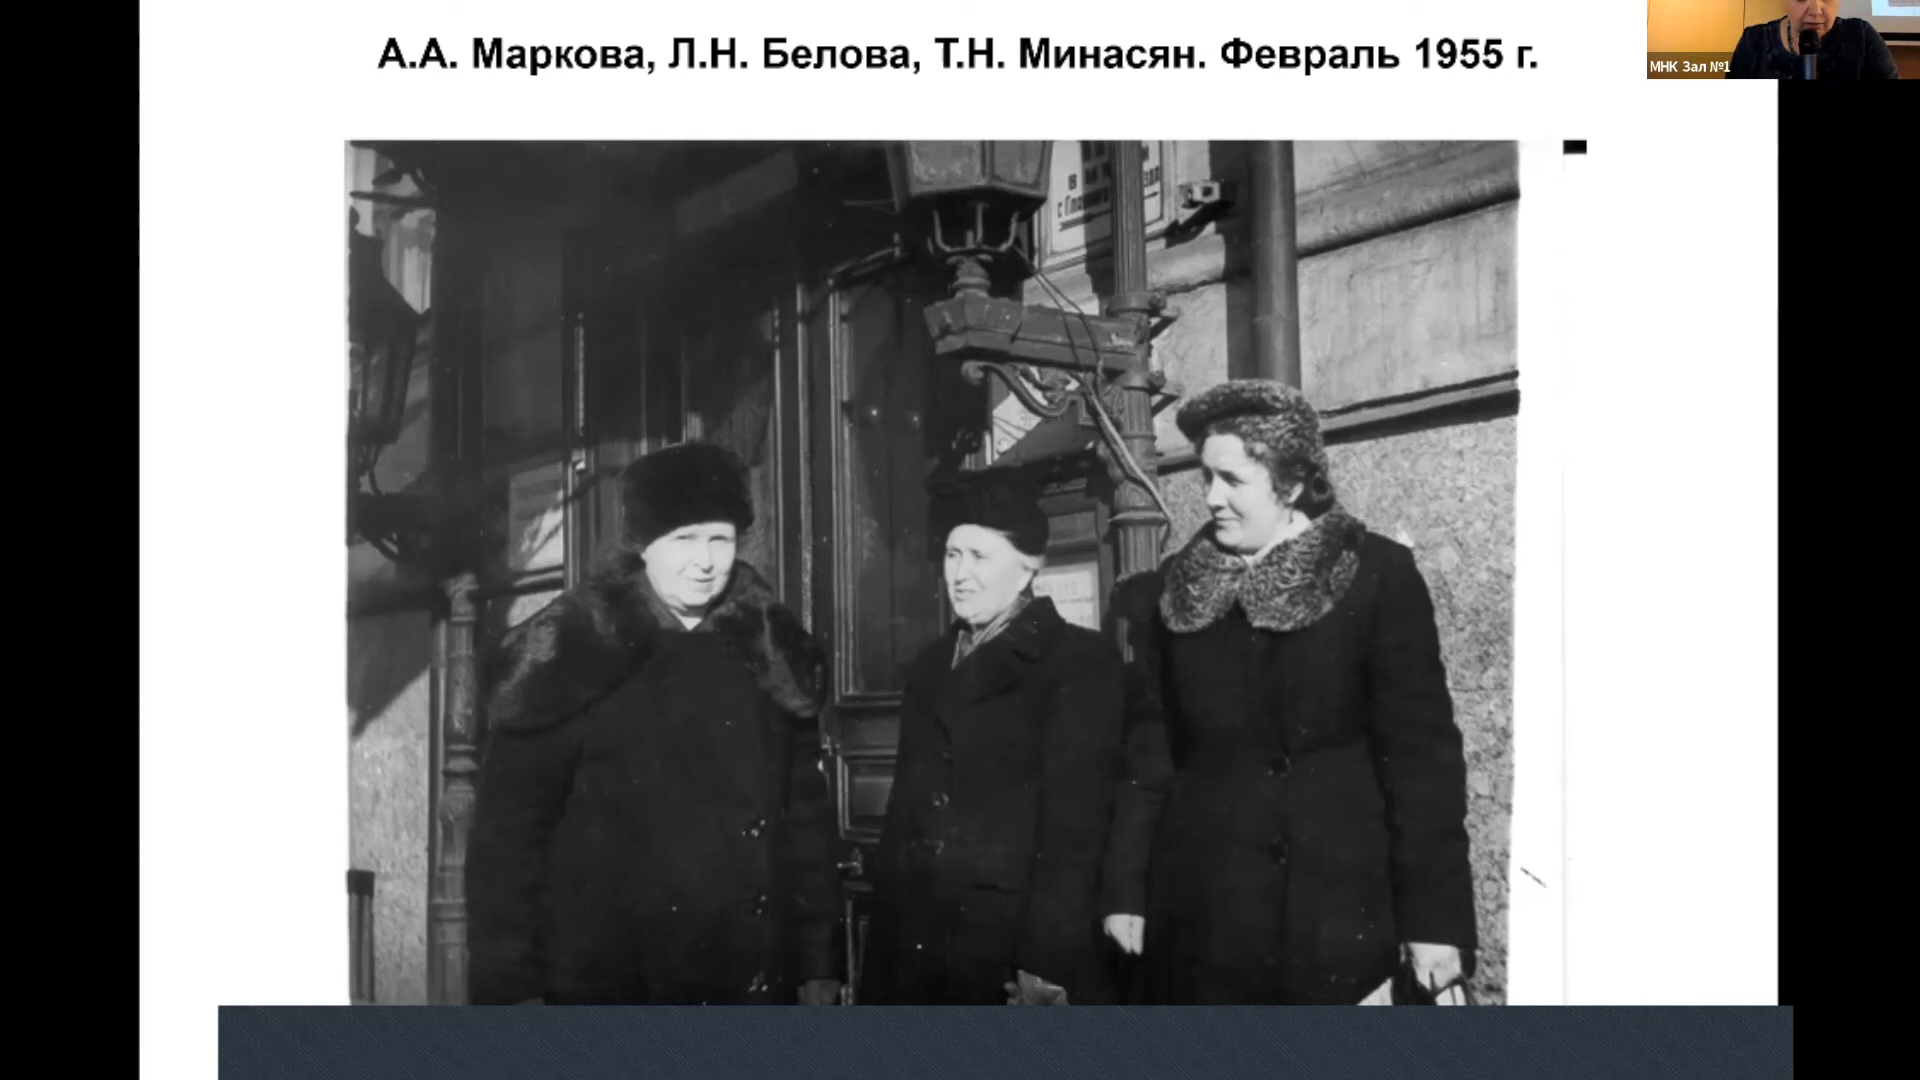 А.А. Маркова, Л.Н. Белова, Т.Н. Минасян. Февраль 1955 г.
МНК Зал №1
В